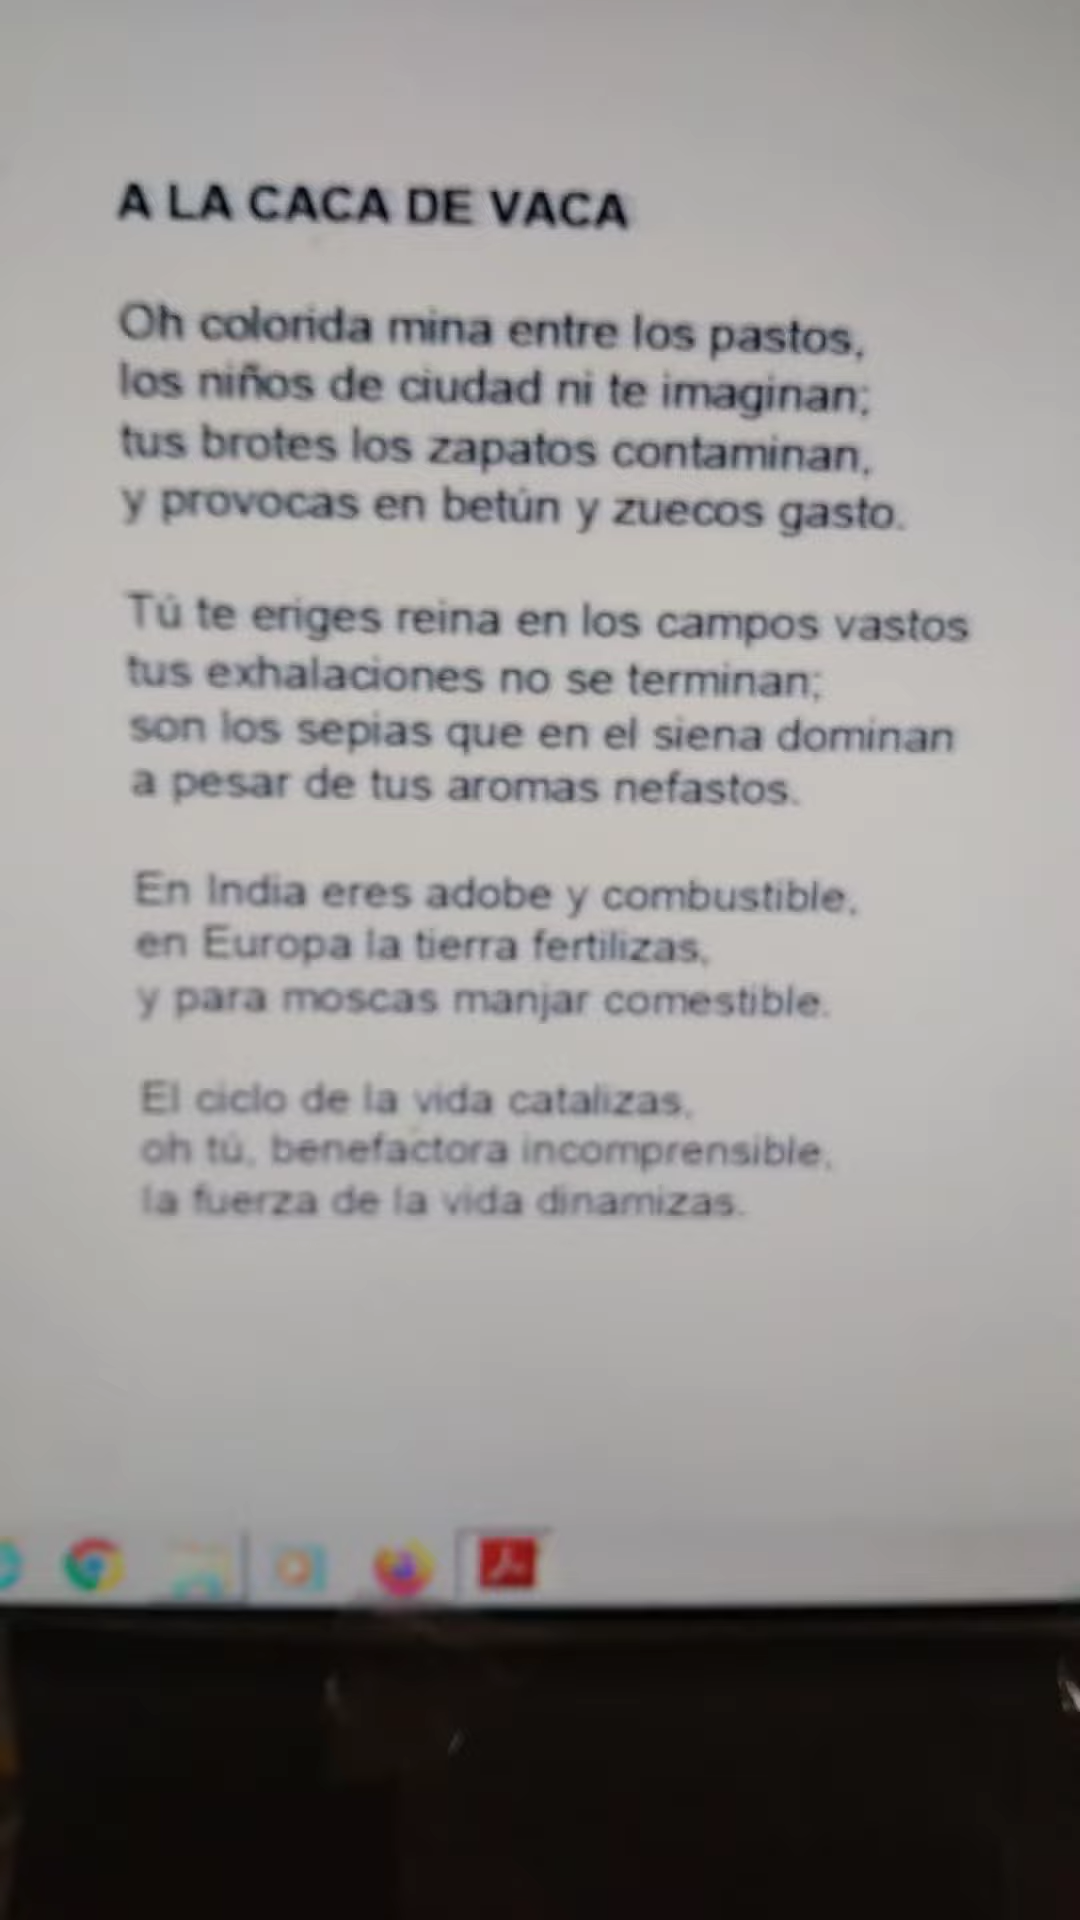 A LA CACA DE VACA
Oh colorida mina entre los pastos,
los niños de ciudad ni te imaginan;
tus brotes los zapatos contaminan,
y provocas en betún y zuecos gasto.
Tú te eriges reina en los campos vastos
tus exhalaciones no se terminan;
son los sepias que en el siena dominan
a pesar de tus aromas nefastos.
En India eres adobe y combustible,
en Europa la tierra fertilizas,
y para moscas manjar comestible.
El ciclo de la vida catalizas,
oh tú, benefactora incomprensible,
la fuerza de la vida dinamizas.